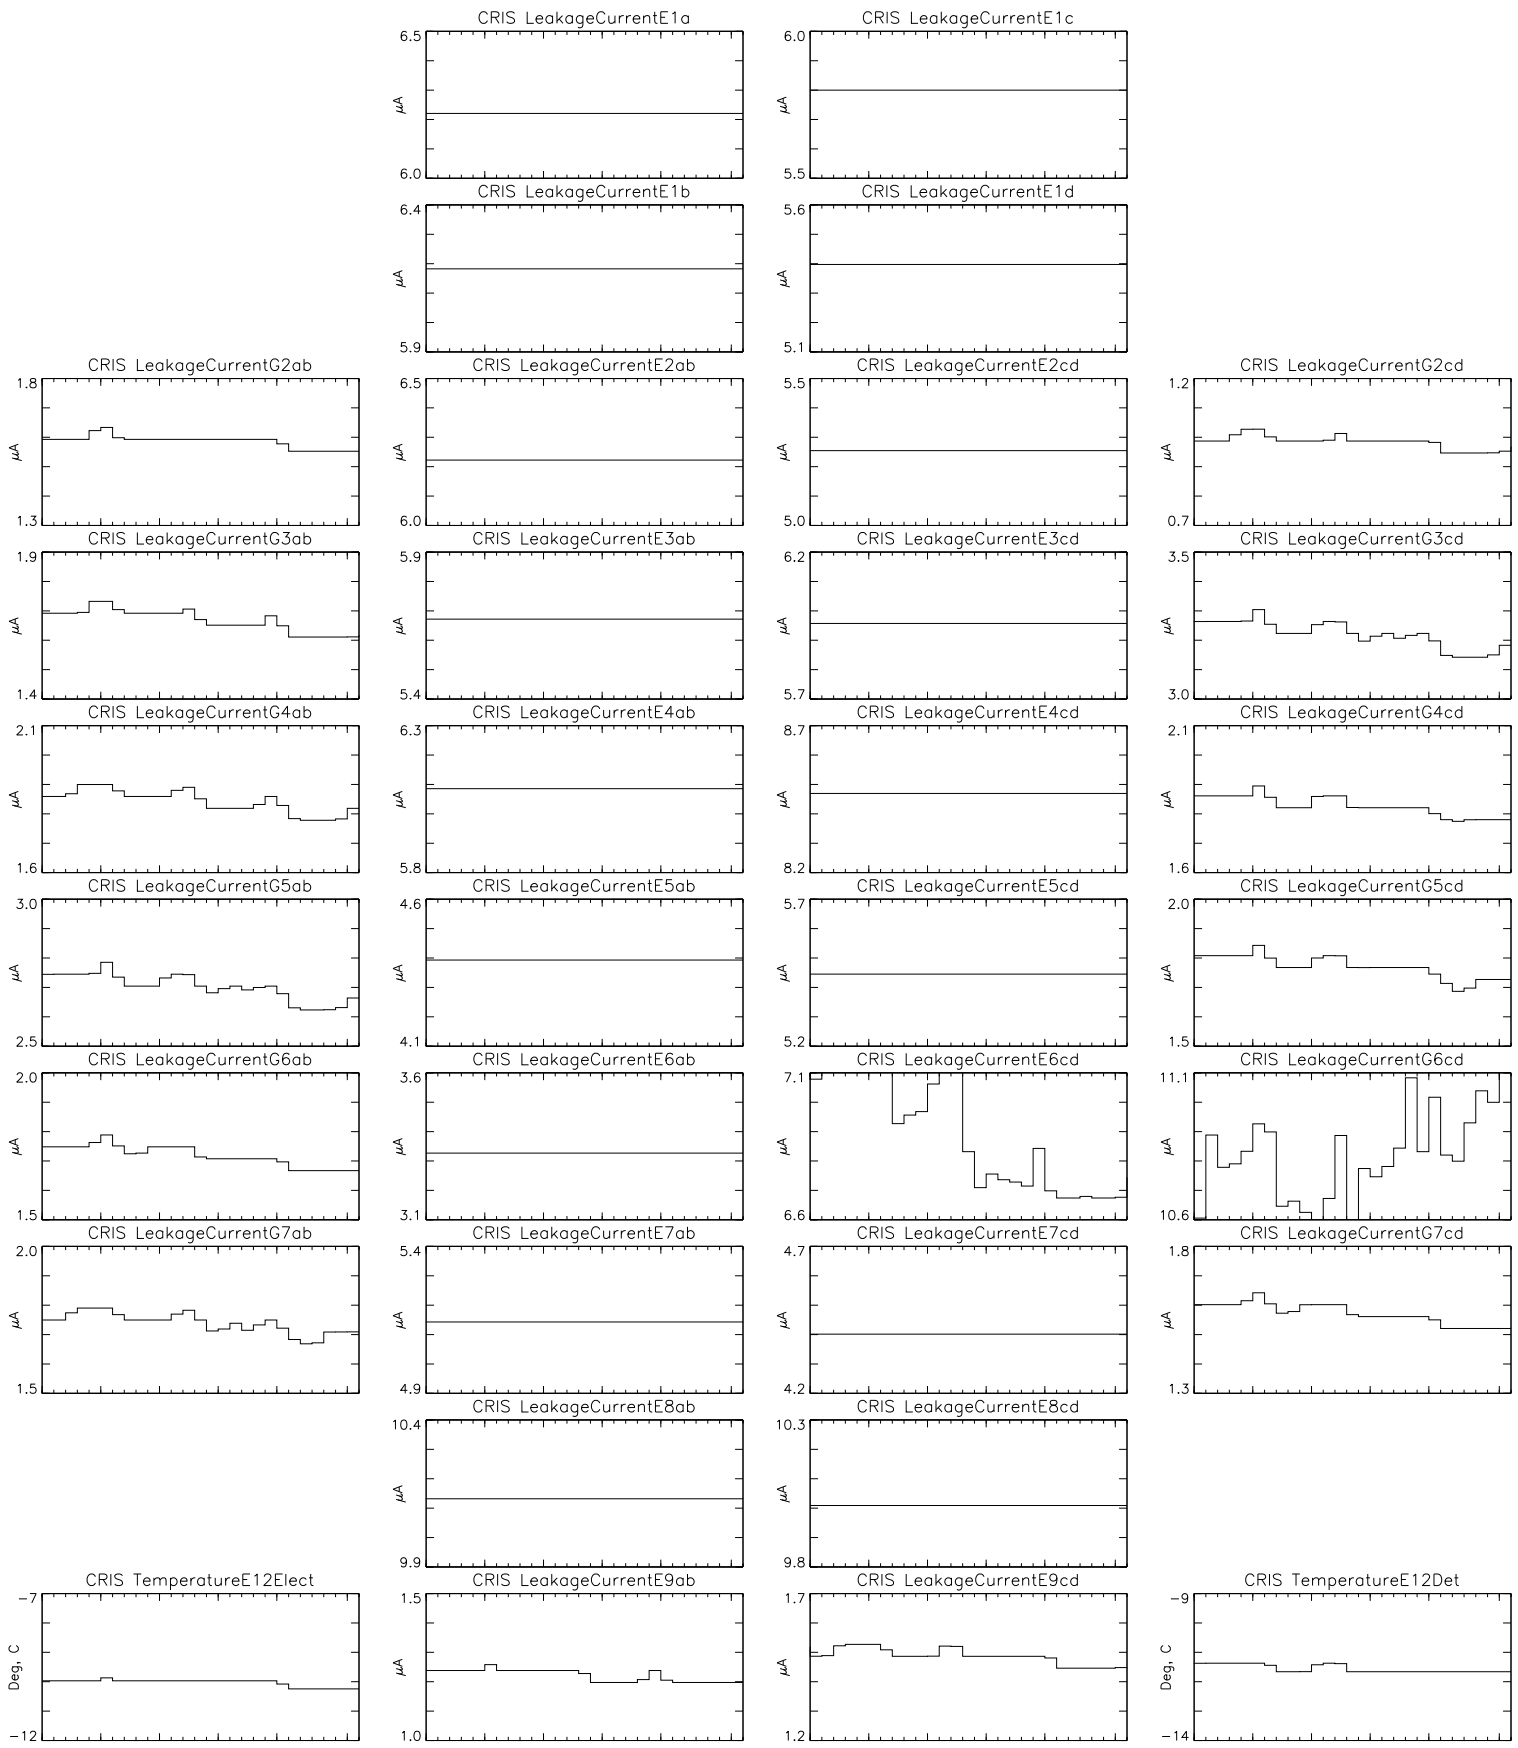 CRIS LeakageCurrentE1a
6.5
μA
6.0
CRIS LeakageCurrentE1c
6.0
μA
5.5
CRIS LeakageCurrentE1b
6.4
μA
5.9
CRIS LeakageCurrentE1d
5.6
μA
5.1
CRIS LeakageCurrentG2ab
1.8
μA
1.3
CRIS LeakageCurrentE2ab
6.5
μA
6.0
CRIS LeakageCurrentE2cd
5.5
μA
5.0
CRIS LeakageCurrentG2cd
1.2
μA
0.7
CRIS LeakageCurrentG3ab
1.9
μA
1.4
CRIS LeakageCurrentE3ab
5.9
μA
5.4
CRIS LeakageCurrentE3cd
6.2
μA
5.7
CRIS LeakageCurrentG3cd
3.5
μA
3.0
CRIS LeakageCurrentG4ab
2.1
μA
1.6
CRIS LeakageCurrentE4ab
6.3
μA
5.8
CRIS LeakageCurrentE4cd
8.7
μA
8.2
CRIS LeakageCurrentG4cd
2.1
μA
1.6
CRIS LeakageCurrentG5ab
3.0
μA
2.5
CRIS LeakageCurrentE5ab
4.6
μA
4.1
CRIS LeakageCurrentE5cd
5.7
μA
5.2
CRIS LeakageCurrentG5cd
2.0
μA
1.5
CRIS LeakageCurrentG6ab
2.0
μA
1.5
CRIS LeakageCurrentE6ab
3.6
μA
3.1
CRIS LeakageCurrentE6cd
7.1
μA
6.6
CRIS LeakageCurrentG6cd
11.1
μA
10.6
CRIS LeakageCurrentG7ab
2.0
μA
1.5
CRIS LeakageCurrentE7ab
5.4
μA
4.9
CRIS LeakageCurrentE7cd
4.7
μA
4.2
CRIS LeakageCurrentG7cd
1.8
μA
1.3
CRIS LeakageCurrentE8ab
10.4
μA
9.9
CRIS LeakageCurrentE8cd
10.3
μA
9.8
CRIS TemperatureE12Elect
-7
Deg, C
-12
CRIS LeakageCurrentE9ab
1.5
μA
1.0
CRIS LeakageCurrentE9cd
1.7
μA
1.2
CRIS TemperatureE12Det
-9
Deg, C
-14